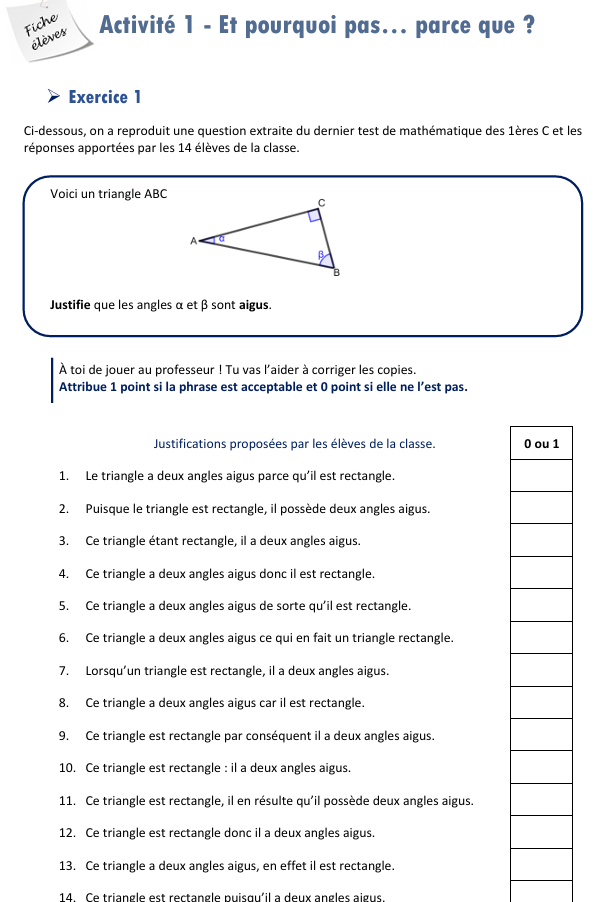 Fiche
élèves
Activité 1 - Et pourquoi pas… parce que ?
➢ Exercice 1
Ci-dessous, on a reproduit une question extraite du dernier test de mathématique des 1ères C et les
réponses apportées par les 14 élèves de la classe.
Voici un triangle ABC
C
A
α
β
B
Justifie que les angles α et β sont aigus.
À toi de jouer au professeur ! Tu vas l’aider à corriger les copies.
Attribue 1 point si la phrase est acceptable et 0 point si elle ne l’est pas.
Justifications proposées par les élèves de la classe. 0 ou 1
1. Le triangle a deux angles aigus parce qu’il est rectangle.
2. Puisque le triangle est rectangle, il possède deux angles aigus.
3. Ce triangle étant rectangle, il a deux angles aigus.
4. Ce triangle a deux angles aigus donc il est rectangle.
5. Ce triangle a deux angles aigus de sorte qu’il est rectangle.
6. Ce triangle a deux angles aigus ce qui en fait un triangle rectangle.
7. Lorsqu’un triangle est rectangle, il a deux angles aigus.
8. Ce triangle a deux angles aigus car il est rectangle.
9. Ce triangle est rectangle par conséquent il a deux angles aigus.
10. Ce triangle est rectangle : il a deux angles aigus.
11. Ce triangle est rectangle, il en résulte qu’il possède deux angles aigus.
12. Ce triangle est rectangle donc il a deux angles aigus.
13. Ce triangle a deux angles aigus, en effet il est rectangle.
14. Ce triangle est rectangle puisqu’il a deux angles aigus.